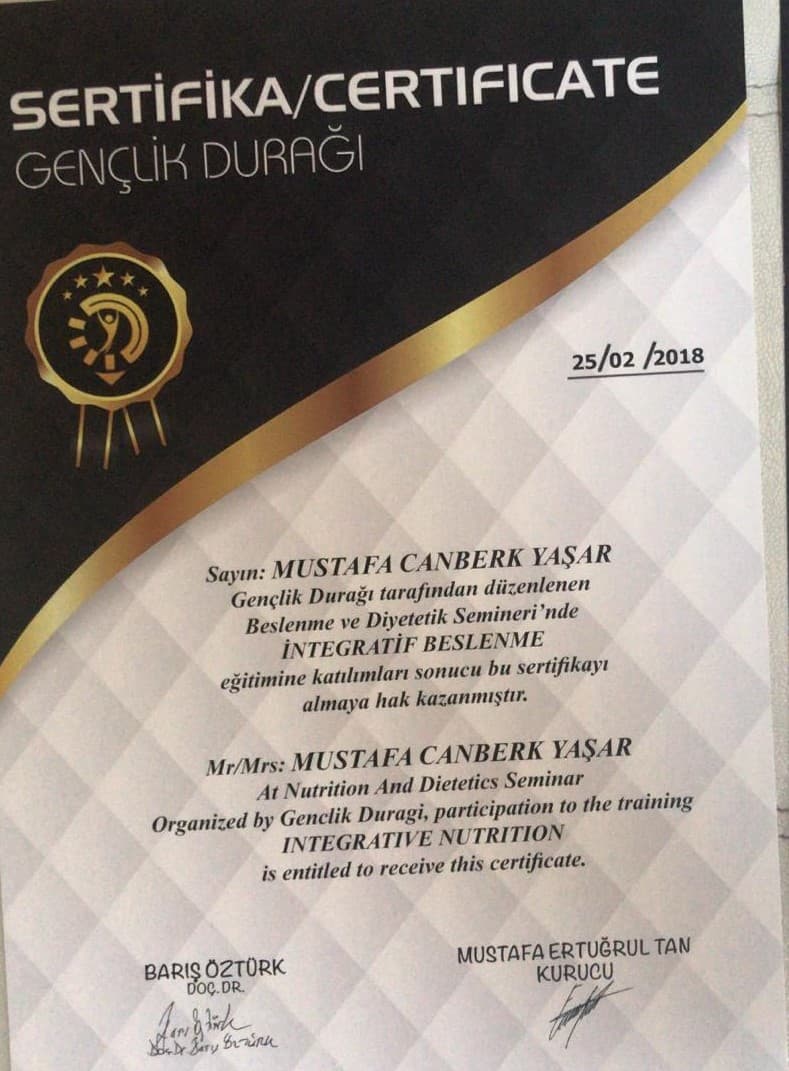 SERTİFİKA/CERTIFICATE
GENÇLİK DURAĞI
25/02 /2018
Sayın: MUSTAFA CANBERK YAŞAR
Gençlik Durağı tarafından düzenlenen
Beslenme ve Diyetetik Semineri’nde
İNTEGRATİF BESLENME
eğitimine katılımları sonucu bu sertifikayı
almaya hak kazanmıştır.
Mr/Mrs: MUSTAFA CANBERK YAŞAR
At Nutrition And Dietetics Seminar
Organized by Genclik Duragi, participation to the training
INTEGRATIVE NUTRITION
is entitled to receive this certificate.
BARIŞ ÖZTÜRK
DOÇ.DR.
MUSTAFA ERTUĞRUL TAN
KURUCU